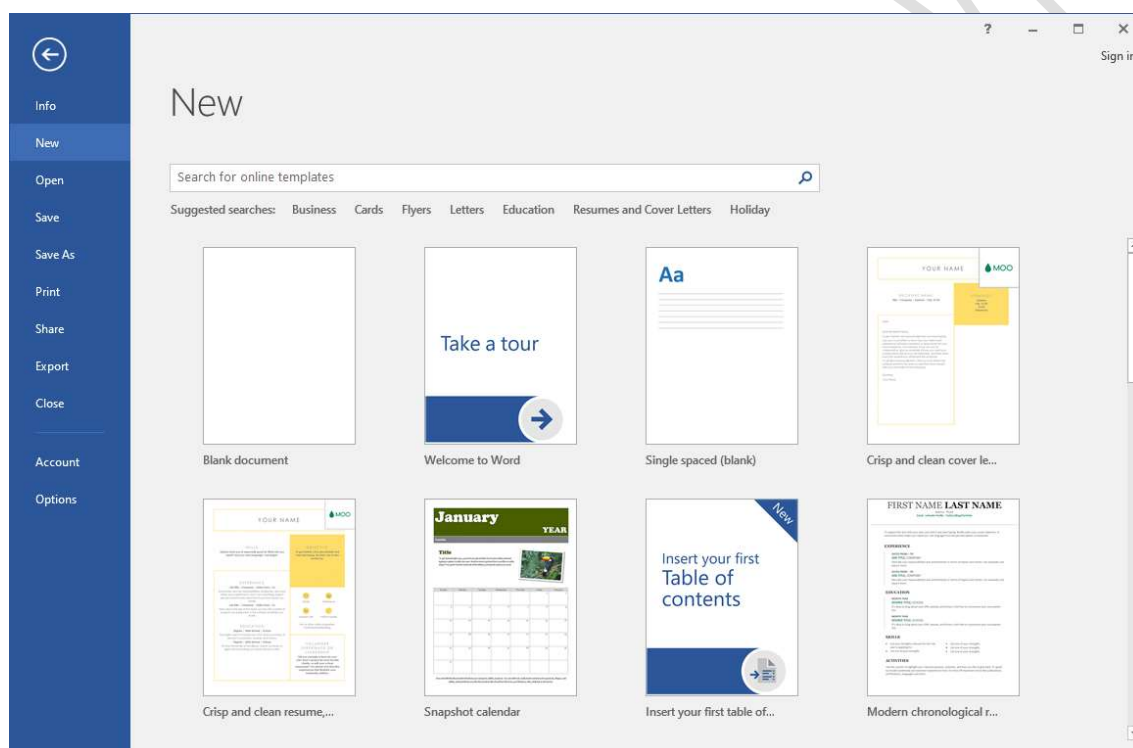 ?
Sign in
Info
New
Open
Save
Save As
Print
Share
Export
Close
Account
Options
New
Search for online templates
Suggested searches: Business Cards Flyers Letters Education Resumes and Cover Letters Holiday
Take a tour
Aa
YOUR NAME
MOO
Blank document
Welcome to Word
Single spaced (blank)
Crisp and clean cover le...
YOUR NAME
MOO
January
YEAR
Title
New
Insert your first
Table of
contents
FIRST NAME LAST NAME
EXPERIENCE
EDUCATION
SKILLS
ACTIVITIES
Crisp and clean resume,...
Snapshot calendar
Insert your first table of...
Modern chronological r...